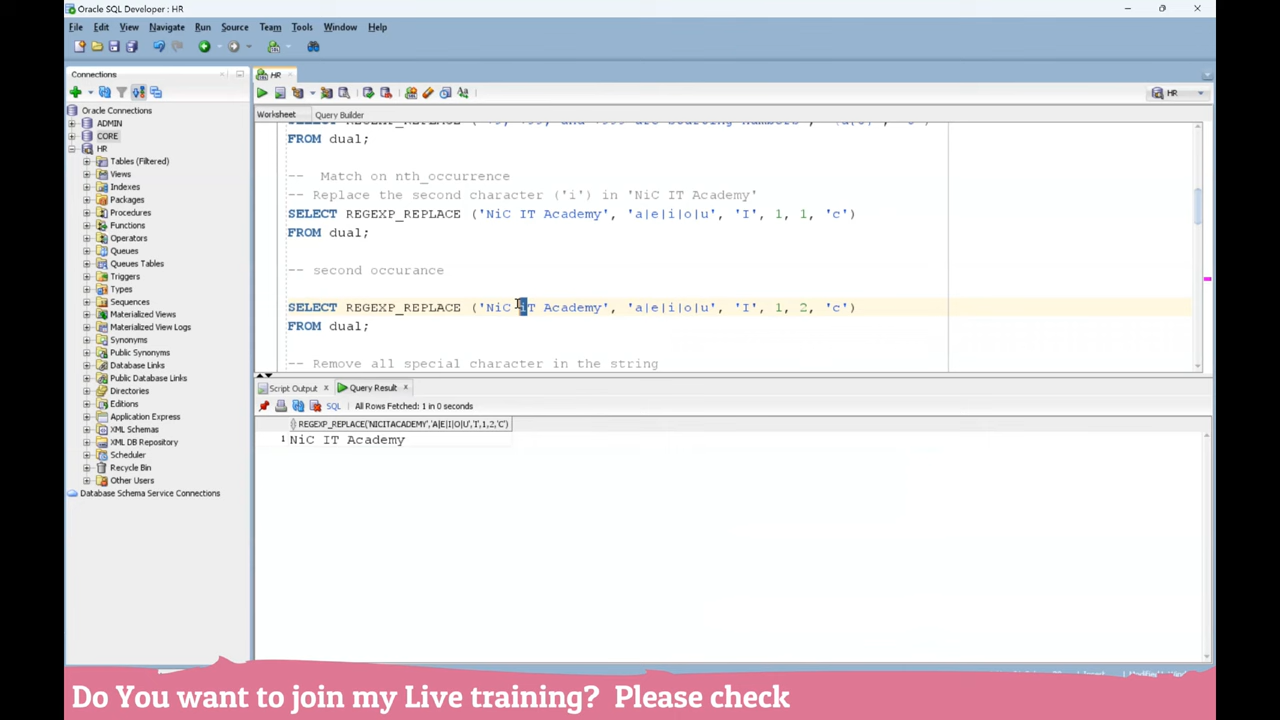 Oracle SQL Developer : HR
File Edit View Navigate Run Source Team Tools Window Help
Connections
HR
Oracle Connections
ADMIN
CORE
HR
Tables (Filtered)
Views
Indexes
Packages
Procedures
Functions
Operators
Queues
Queues Tables
Triggers
Types
Sequences
Materialized Views
Materialized View Logs
Synonyms
Public Synonyms
Database Links
Public Database Links
Directories
Editions
Application Express
XML Schemas
XML DB Repository
Scheduler
Recycle Bin
Other Users
Database Schema Service Connections
Worksheet Query Builder
HR
FROM dual;
-- Match on nth_occurrence
-- Replace the second character ('i') in 'NiC IT Academy'
SELECT REGEXP_REPLACE ('NiC IT Academy', 'a|e|i|o|u', 'I', 1, 1, 'c')
FROM dual;
-- second occurance
SELECT REGEXP_REPLACE ('NiC iT Academy', 'a|e|i|o|u', 'I', 1, 2, 'c')
FROM dual;
-- Remove all special character in the string
Script Output × Query Result ×
SQL All Rows Fetched: 1 in 0 seconds
REGEXP_REPLACE('NICITACADEMY','A|E|I|O|U','I',1,2,'C')
1 NiC IT Academy
Do You want to join my Live training? Please check